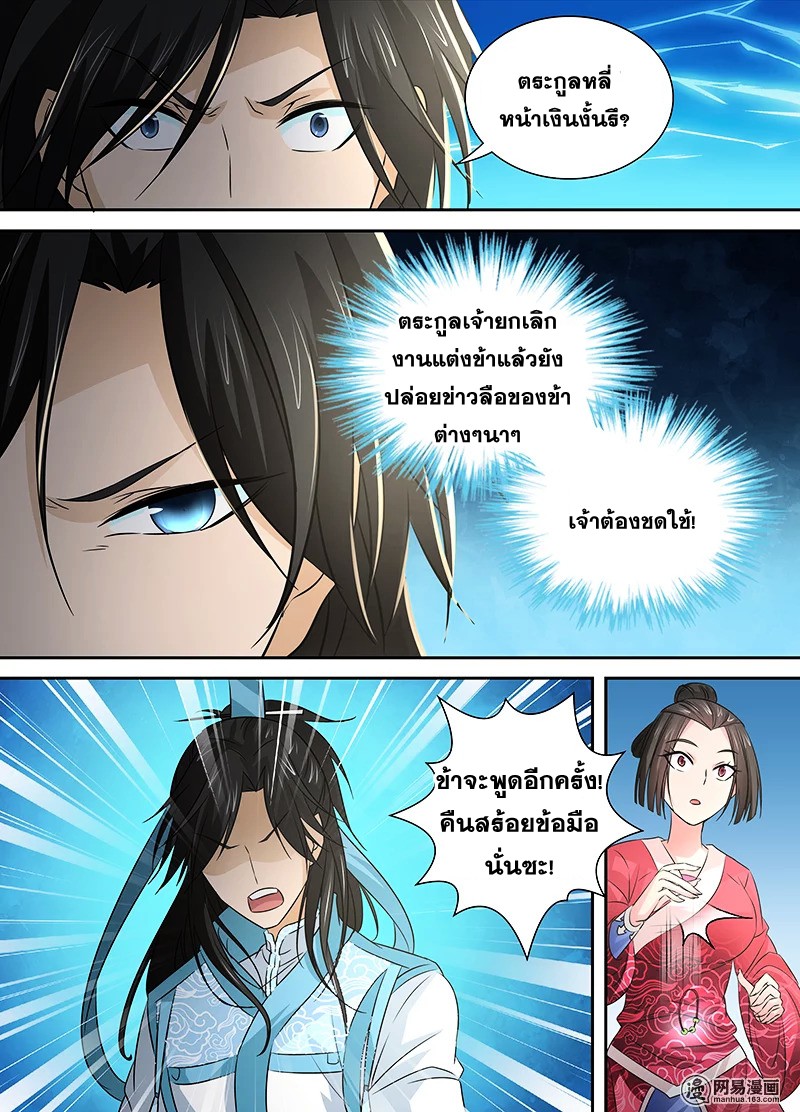 ตระกูลหลี่
หน้าเงินงั้นรึ?
ตระกูลเจ้ายกเลิก
งานแต่งข้าแล้วยัง
ปล่อยข่าวลือของข้า
ต่างๆนาๆ
เจ้าต้องชดใช้!
ข้าจะพูดอีกครั้ง!
คืนสร้อยข้อมือ
นั่นซะ!
漫 网易漫画
manhua.163.com